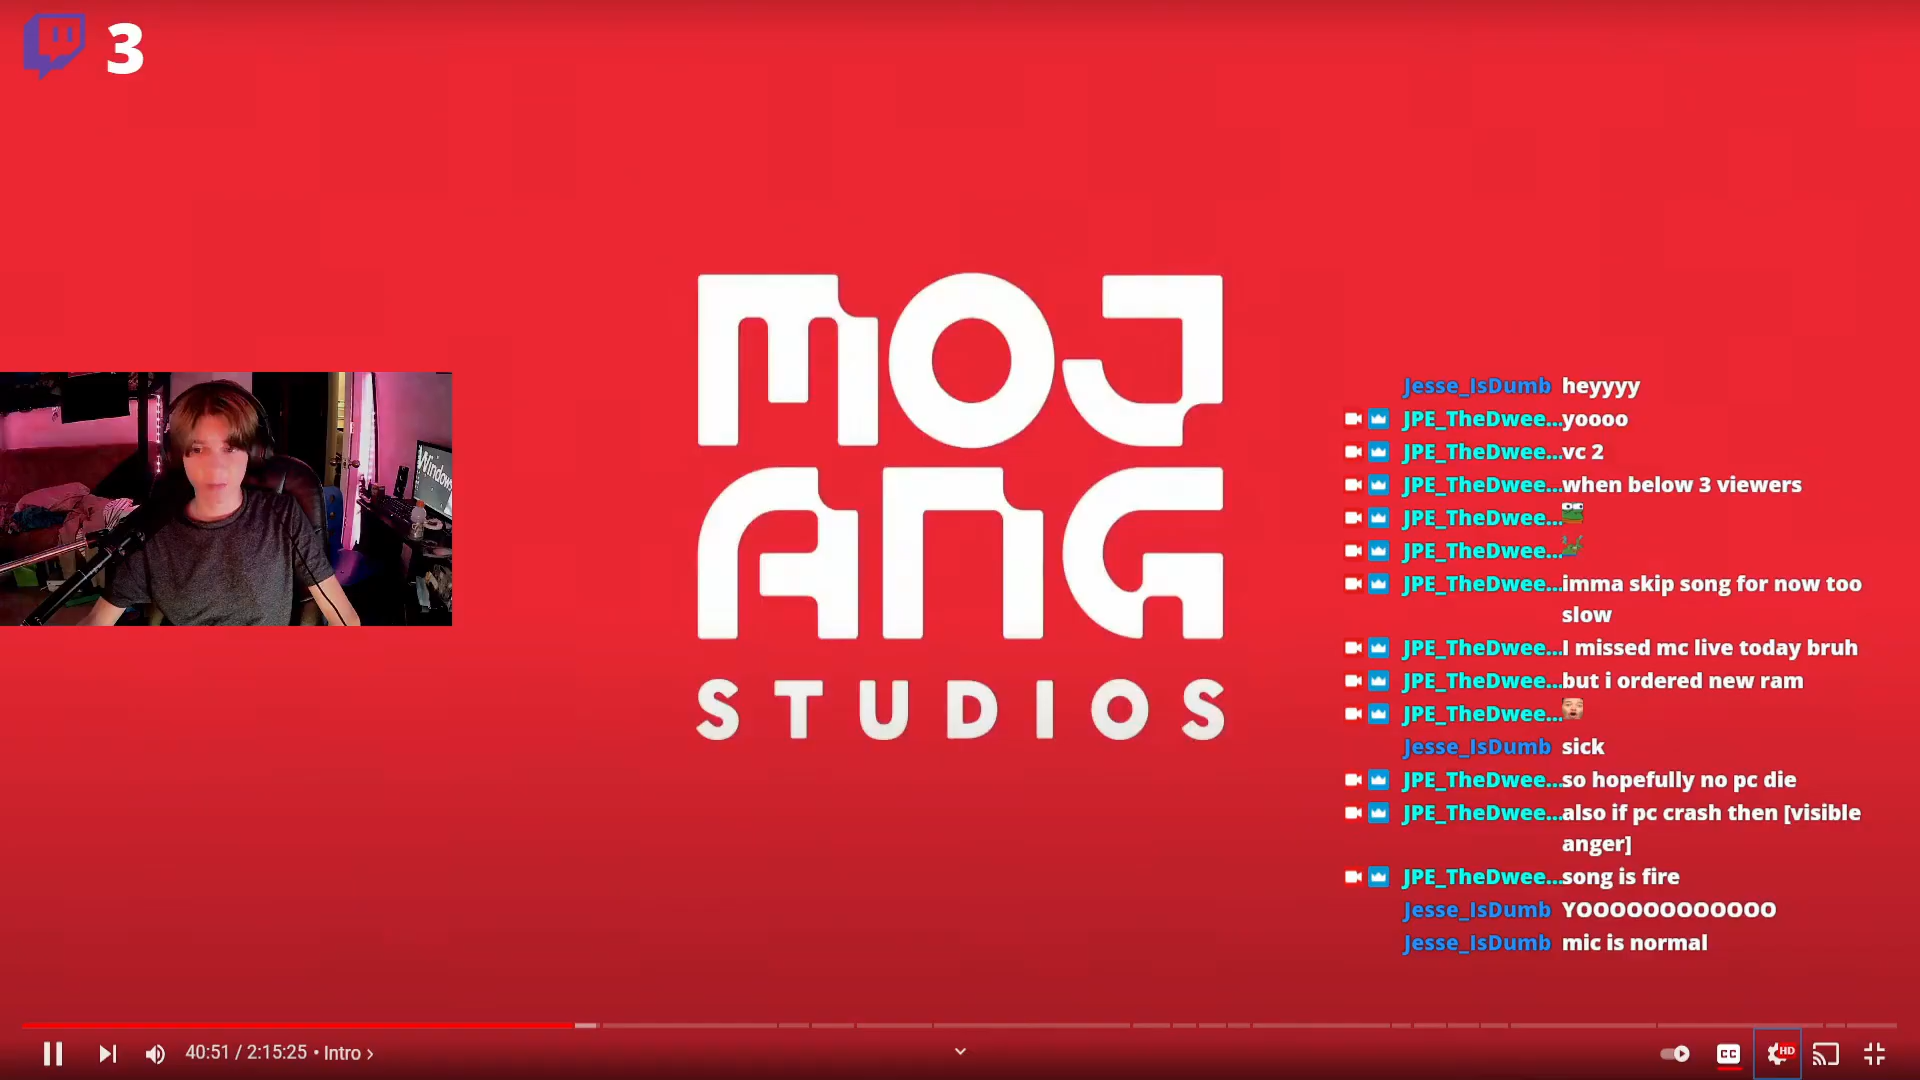 3
MOJ
ANG
STUDIOS
Windows
Jesse_IsDumb heyyyy
JPE_TheDwee...yoooo
JPE_TheDwee...vc 2
JPE_TheDwee...when below 3 viewers
JPE_TheDwee...
JPE_TheDwee...
JPE_TheDwee...imma skip song for now too
slow
JPE_TheDwee...I missed mc live today bruh
JPE_TheDwee...but i ordered new ram
JPE_TheDwee...
Jesse_IsDumb sick
JPE_TheDwee...so hopefully no pc die
JPE_TheDwee...also if pc crash then [visible
anger]
JPE_TheDwee...song is fire
Jesse_IsDumb YOOOOOOOOOOOO
Jesse_IsDumb mic is normal
40:51 / 2:15:25 • Intro ›
CC
HD